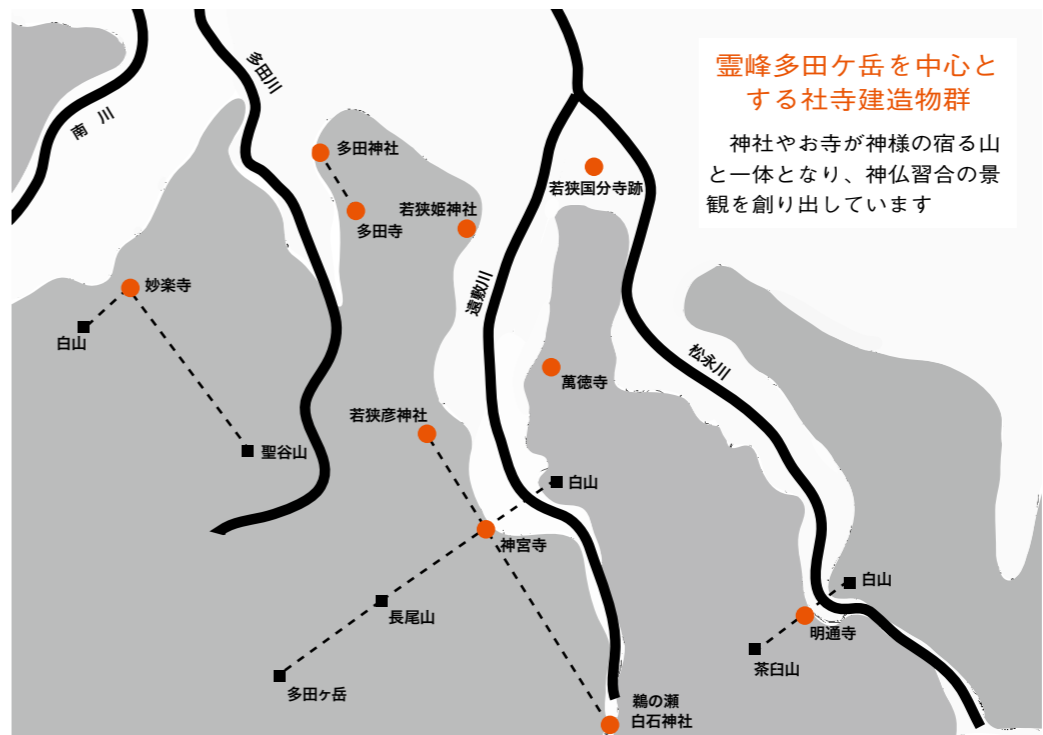 霊峰多田ケ岳を中心と
する社寺建造物群
神社やお寺が神様の宿る山
と一体となり、神仏習合の景
観を創り出しています
南川
多田川
多田神社
多田寺
若狭姫神社
若狭国分寺跡
遠敷川
妙楽寺
白山
松永川
萬徳寺
若狭彦神社
聖谷山
白山
神宮寺
白山
長尾山
明通寺
茶臼山
多田ヶ岳
鵜の瀬
白石神社